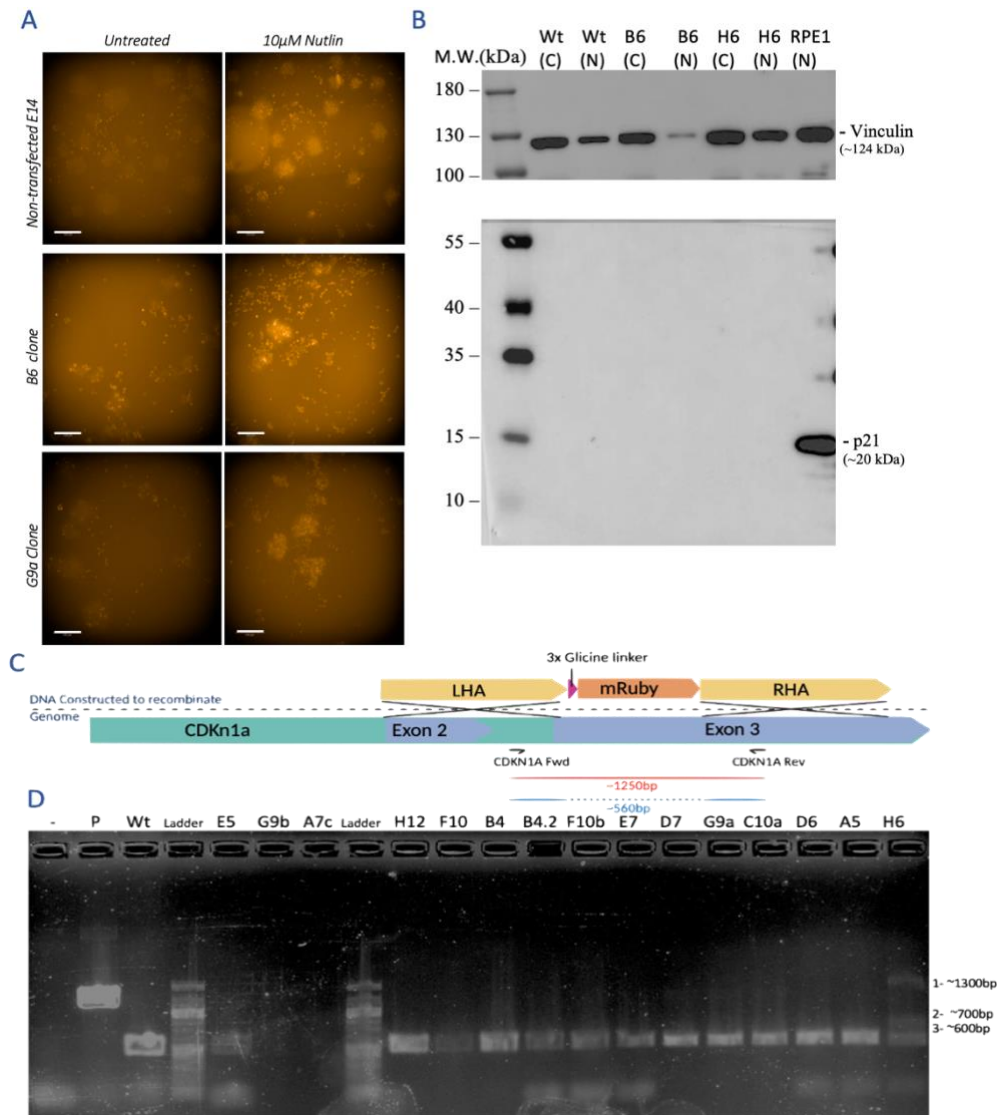 A
Untreated
10µM Nutlin
Non-transfected E14
B6 clone
G9a Clone
B
Wt Wt B6 B6 H6 H6 RPE1
M.W.(kDa) (C) (N) (C) (N) (C) (N) (N)
180 –
130 –
100 –
- Vinculin
(~124 kDa)
55 –
40 –
35 –
15 –
10 –
- p21
(~20 kDa)
C
3x Glicine linker
DNA Constructed to recombinate
LHA
mRuby
RHA
Genome
CDKn1a
Exon 2
Exon 3
CDKN1A Fwd
CDKN1A Rev
~1250bp
~560bp
D
- P Wt Ladder E5 G9b A7c Ladder H12 F10 B4 B4.2 F10b E7 D7 G9a C10a D6 A5 H6
1- ~1300bp
2- ~700bp
3- ~600bp